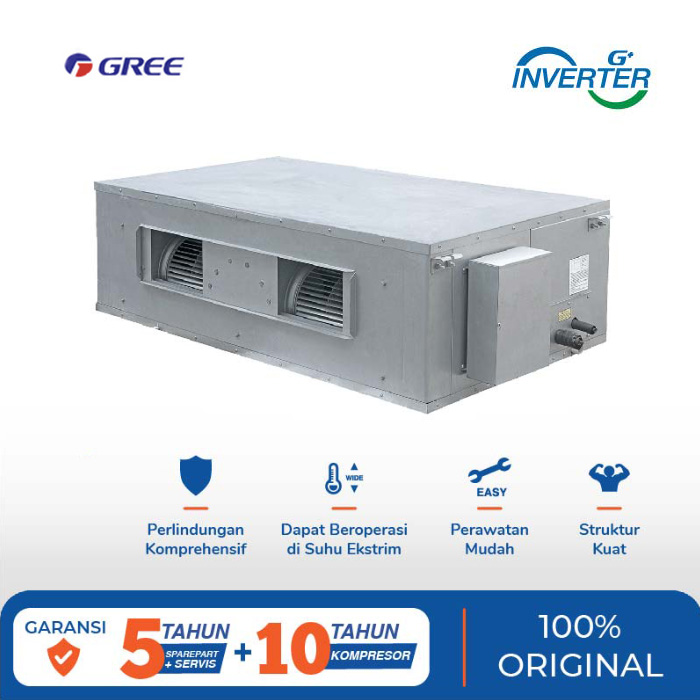 GREE
G+
INVERTER
WIDE
EASY
Perlindungan
Komprehensif
Dapat Beroperasi
di Suhu Ekstrim
Perawatan
Mudah
Struktur
Kuat
GARANSI
5 TAHUN
SPAREPART
+ SERVIS
+
10 TAHUN
KOMPRESOR
100%
ORIGINAL